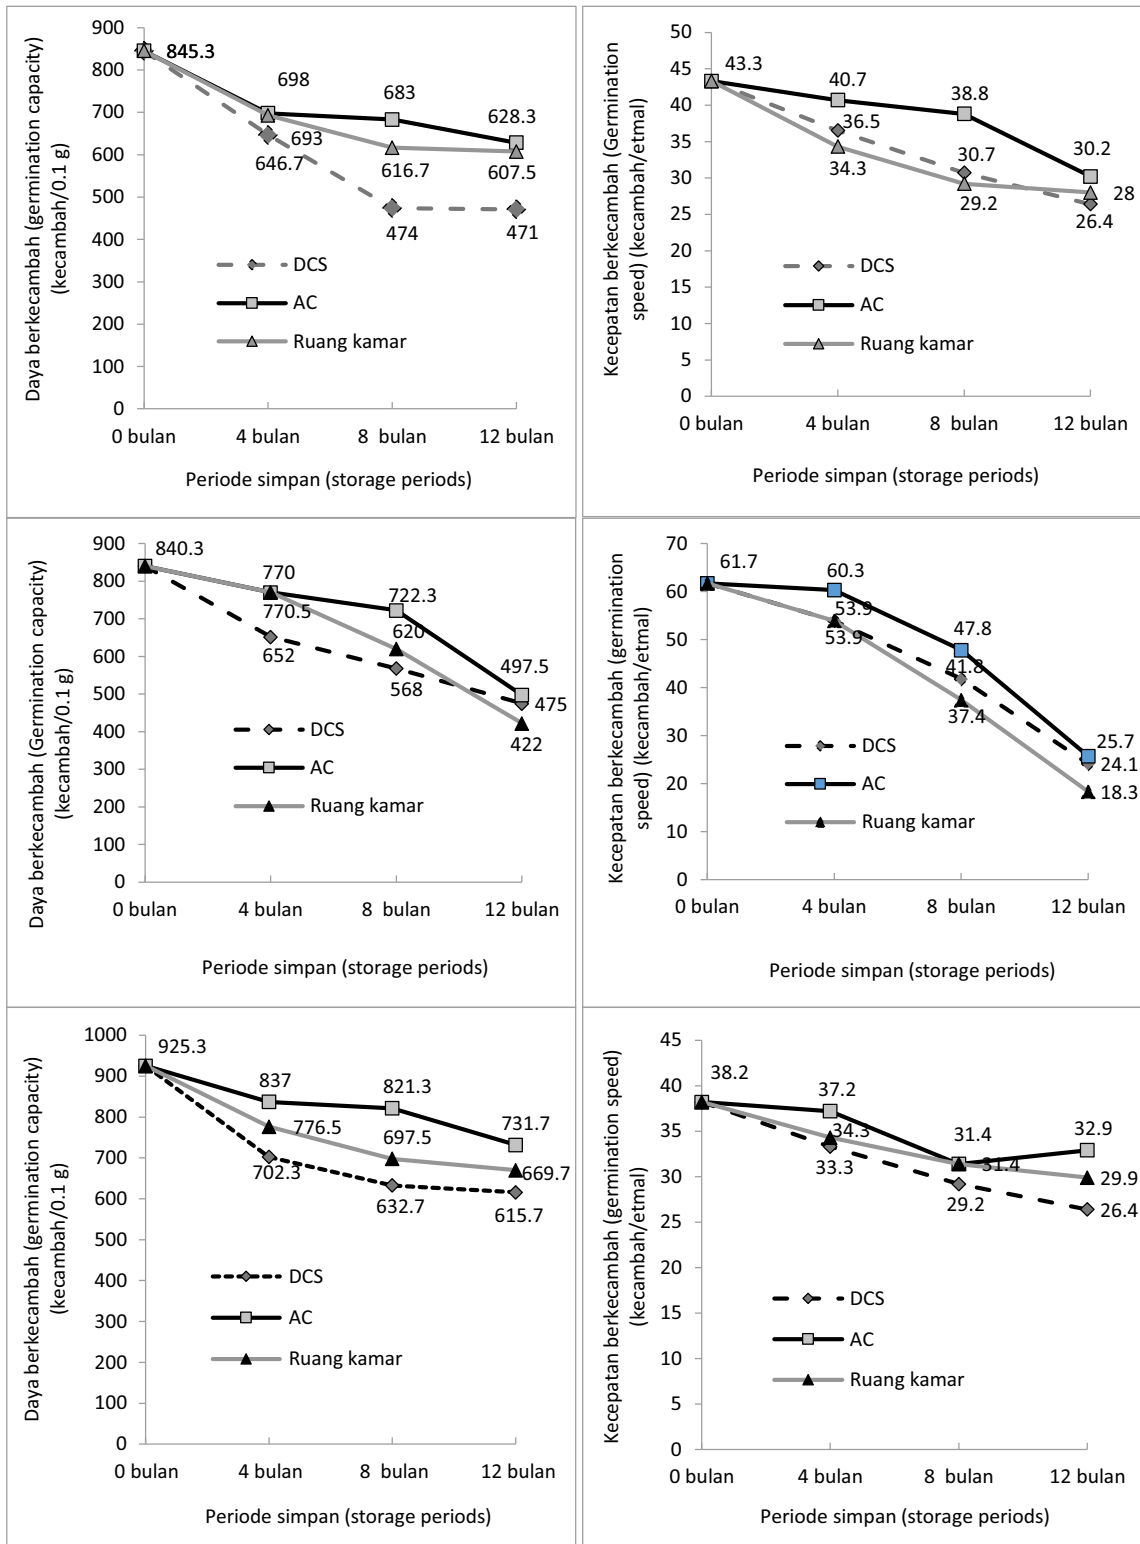 Daya berkecambah (germination capacity)
(kecambah/0.1 g)
900
800
700
600
500
400
300
200
100
0
845.3
698
683
628.3
693
646.7
616.7
607.5
474
471
DCS
AC
Ruang kamar
0 bulan 4 bulan 8 bulan 12 bulan
Periode simpan (storage periods)
Kecepatan berkecambah (Germination
speed) (kecambah/etmal)
50
45
40
35
30
25
20
15
10
5
0
43.3
40.7
38.8
36.5
34.3
30.7
30.2
29.2
28
26.4
DCS
AC
Ruang kamar
0 bulan 4 bulan 8 bulan 12 bulan
Periode simpan (storage periods)
Daya berkecambah (Germination capacity)
(kecambah/0.1 g)
900
800
700
600
500
400
300
200
100
0
840.3
770
770.5
722.3
652
620
568
497.5
475
422
DCS
AC
Ruang kamar
0 bulan 4 bulan 8 bulan 12 bulan
Periode simpan (storage periods)
Kecepatan berkecambah (germination
speed) (kecambah/etmal)
70
60
50
40
30
20
10
0
61.7
60.3
53.9
53.9
47.8
41.8
37.4
25.7
24.1
18.3
DCS
AC
Ruang kamar
0 bulan 4 bulan 8 bulan 12 bulan
Periode simpan (storage periods)
Daya berkecambah (germination capacity)
(kecambah/0.1 g)
1000
900
800
700
600
500
400
300
200
100
0
925.3
837
821.3
776.5
731.7
702.3
697.5
669.7
632.7
615.7
DCS
AC
Ruang kamar
0 bulan 4 bulan 8 bulan 12 bulan
Periode simpan (storage periods)
Kecepatan berkecambah (germination speed)
(kecambah/etmal)
45
40
35
30
25
20
15
10
5
0
38.2
37.2
34.3
33.3
31.4
31.4
32.9
29.2
29.9
26.4
DCS
AC
Ruang kamar
0 bulan 4 bulan 8 bulan 12 bulan
Periode simpan (storage periods)